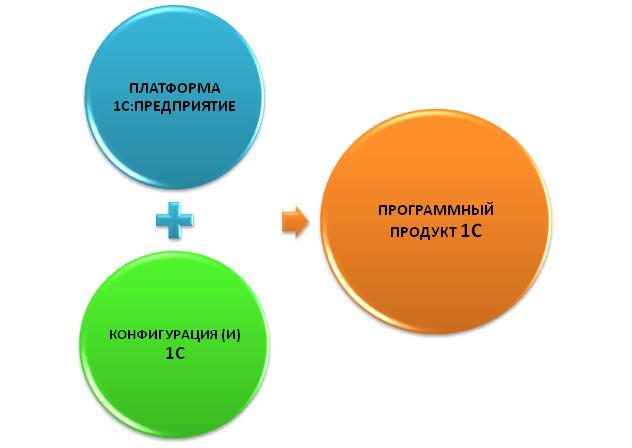 ПЛАТФОРМА
1С:ПРЕДПРИЯТИЕ
ПРОГРАММНЫЙ
ПРОДУКТ 1С
КОНФИГУРАЦИЯ (И)
1С